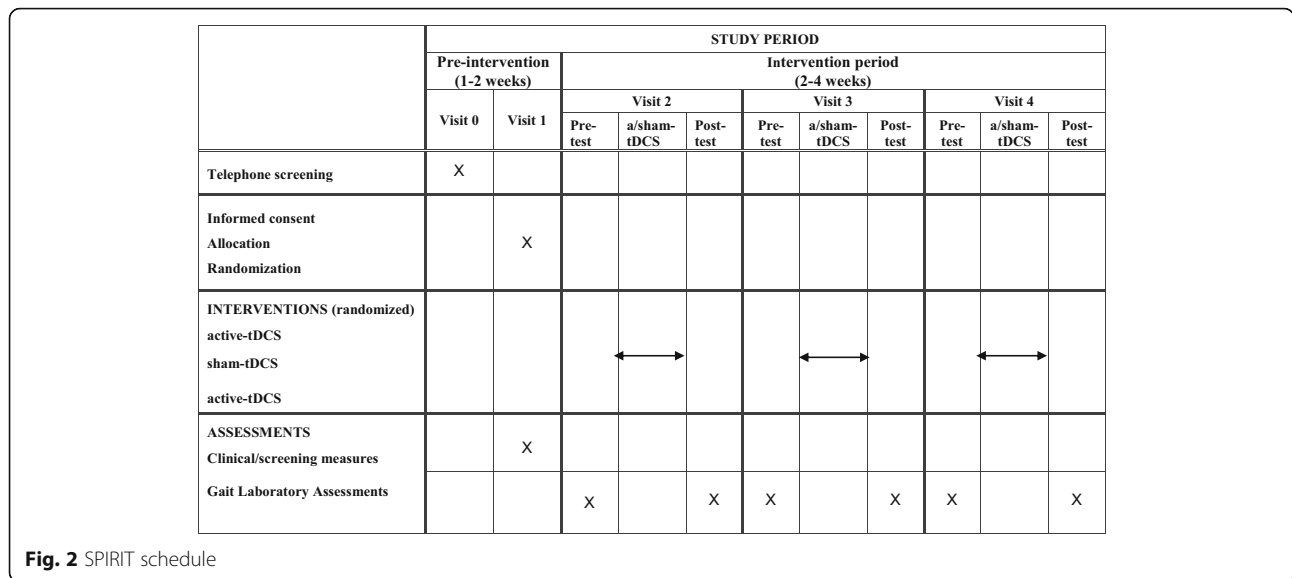 STUDY PERIOD
Pre-intervention
(1-2 weeks)
Intervention period
(2-4 weeks)
Visit 0
Visit 1
Visit 2
Visit 3
Visit 4
Pre-
test
a/sham-
tDCS
Post-
test
Pre-
test
a/sham-
tDCS
Post-
test
Pre-
test
a/sham-
tDCS
Post-
test
Telephone screening
X
Informed consent
Allocation
Randomization
X
INTERVENTIONS (randomized)
active-tDCS
sham-tDCS
active-tDCS
ASSESSMENTS
Clinical/screening measures
X
Gait Laboratory Assessments
X X X X X X
Fig. 2 SPIRIT schedule